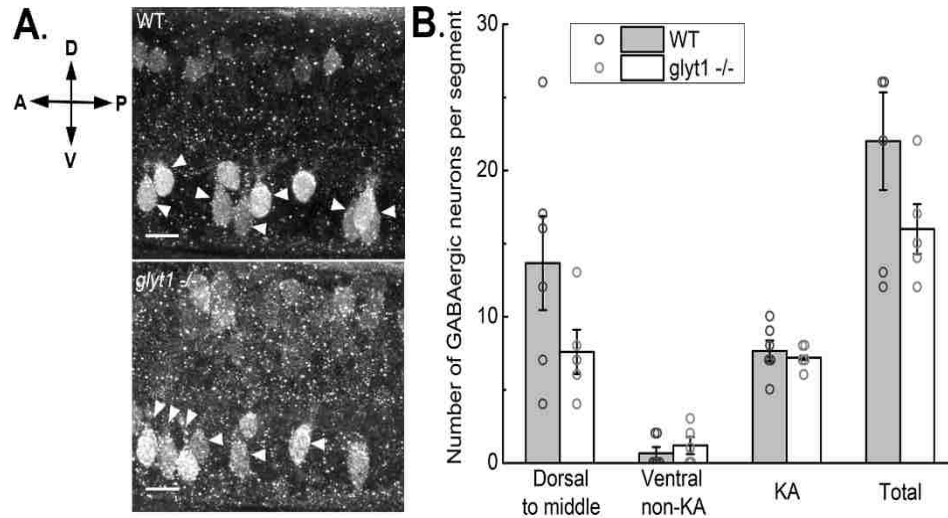 A.
D
A P
V
WT
glyt1 -/-
B.
Number of GABAergic neurons per segment
30
20
10
0
WT
glyt1 -/-
Dorsal
to middle
Ventral
non-KA
KA
Total